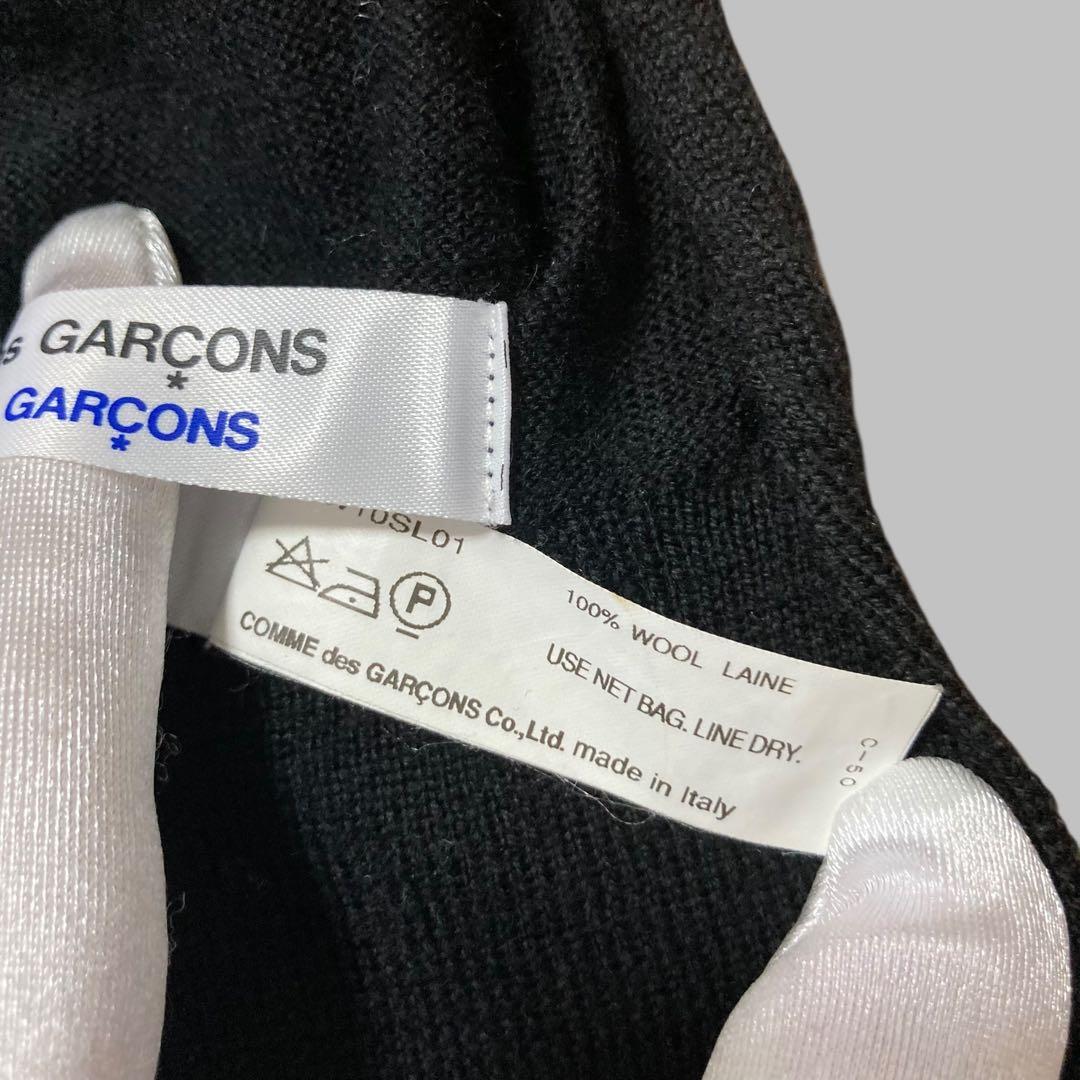 GARÇONS
*
GARÇONS
*
10SL01
P
COMME des GARÇONS Co.,Ltd. made in Italy
100% WOOL LAINE
USE NET BAG. LINE DRY.
C-50